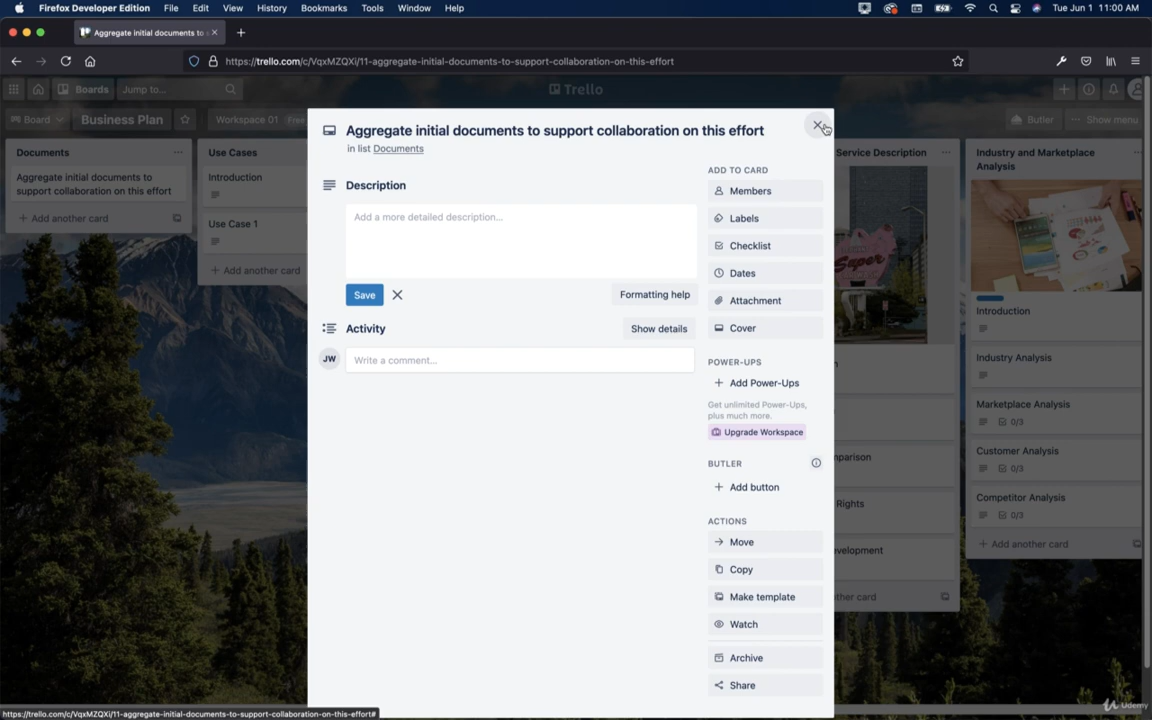 Firefox Developer Edition File Edit View History Bookmarks Tools Window Help Tue Jun 1 11:00 AM
Aggregate initial documents to s
https://trello.com/c/VqxMZQXi/11-aggregate-initial-documents-to-support-collaboration-on-this-effort
Boards Jump to... Trello
Board Business Plan Workspace 01 Free Butler Show menu
Documents
Aggregate initial documents to
support collaboration on this effort
Add another card
Use Cases
Introduction
Use Case 1
Add another card
Aggregate initial documents to support collaboration on this effort
in list Documents
Description
Add a more detailed description...
Save
Formatting help
Activity
Show details
JW
Write a comment...
ADD TO CARD
Members
Labels
Checklist
Dates
Attachment
Cover
POWER-UPS
Add Power-Ups
Get unlimited Power-Ups,
plus much more.
Upgrade Workspace
BUTLER
Add button
ACTIONS
Move
Copy
Make template
Watch
Archive
Share
Service Description
Super
mparison
Rights
velopment
ther card
Industry and Marketplace
Analysis
Introduction
Industry Analysis
Marketplace Analysis
0/3
Customer Analysis
0/3
Competitor Analysis
0/3
Add another card
https://trello.com/c/VqxMZQXi/11-aggregate-initial-documents-to-support-collaboration-on-this-effort#
Udemy